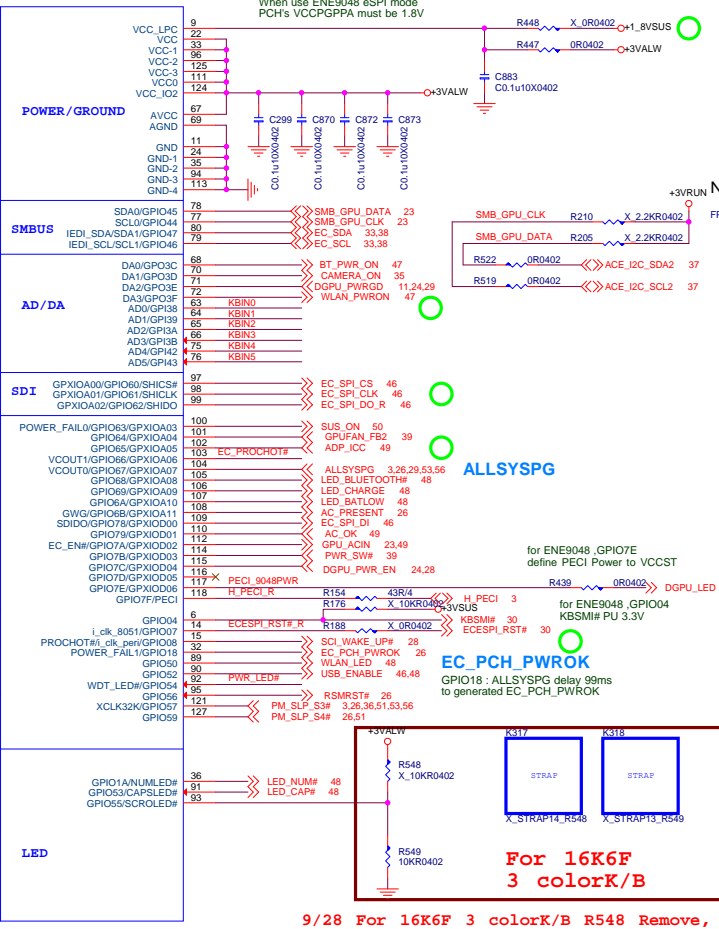 When use ENE9048 eSPI mode
PCH's VCCPGPPA must be 1.8V
POWER/GROUND
VCC_LPC 9
VCC 22
VCC-1 33
VCC-2 96
VCC-3 125
VCC0 111
VCC_IO2 124
AVCC 67
AGND 69
GND 11
GND-1 24
GND-2 35
GND-3 94
GND-4 113
R448 X_0R0402 +1_8VSUS
R447 0R0402 +3VALW
C883
C0.1u10X0402
+3VALW
C299 C0.1u10X0402
C870 C0.1u10X0402
C872 C0.1u10X0402
C873 C0.1u10X0402
SMBUS
SDA0/GPIO45 78 SMB_GPU_DATA 23
SCL0/GPIO44 77 SMB_GPU_CLK 23
IEDI_SDA/SDA1/GPIO47 80 EC_SDA 33,38
IEDI_SCL/SCL1/GPIO46 79 EC_SCL 33,38
+3VRUN
SMB_GPU_CLK R210 X_2.2KR0402
SMB_GPU_DATA R205 X_2.2KR0402
R522 0R0402 ACE_I2C_SDA2 37
R519 0R0402 ACE_I2C_SCL2 37
AD/DA
DA0/GPO3C 68 BT_PWR_ON 47
DA1/GPO3D 70 CAMERA_ON 35
DA2/GPO3E 71 DGPU_PWRGD 11,24,29
DA3/GPO3F 72 WLAN_PWRON 47
AD0/GPI38 63 KBIN0
AD1/GPI39 64 KBIN1
AD2/GPI3A 65 KBIN2
AD3/GPI3B 66 KBIN3
AD4/GPI42 75 KBIN4
AD5/GPI43 76 KBIN5
SDI
GPXIOA00/GPIO60/SHICS# 97 EC_SPI_CS 46
GPXIOA01/GPIO61/SHICLK 98 EC_SPI_CLK 46
GPXIOA02/GPIO62/SHIDO 99 EC_SPI_DO_R 46
POWER_FAIL0/GPIO63/GPXIOA03 100 SUS_ON 50
GPIO64/GPXIOA04 101 GPUFAN_FB2 39
GPIO65/GPXIOA05 102 ADP_ICC 49
VCOUT1/GPIO66/GPXIOA06 103 EC_PROCHOT#
VCOUT0/GPIO67/GPXIOA07 104 ALLSYSPG 3,26,29,53,56
GPIO68/GPXIOA08 105 LED_BLUETOOTH# 48
GPIO69/GPXIOA09 106 LED_CHARGE 48
GPIO6A/GPXIOA10 107 LED_BATLOW 48
GWG/GPIO6B/GPXIOA11 108 AC_PRESENT 26
SDIDO/GPIO78/GPXIOD00 109 EC_SPI_DI 46
GPIO79/GPXIOD01 110 AC_OK 49
EC_EN#/GPIO7A/GPXIOD02 112 GPU_ACIN 23,49
GPIO7B/GPXIOD03 114 PWR_SW# 39
GPIO7C/GPXIOD04 115 DGPU_PWR_EN 24,28
GPIO7D/GPXIOD05 116
GPIO7E/GPXIOD06 117 PECI_9048PWR R439 0R0402 DGPU_LED
GPIO7F/PECI 118 H_PECI_R R154 43R/4 H_PECI 3
R176 X_10KR0402 +3VSUS
ALLSYSPG
for ENE9048 ,GPIO7E
define PECI Power to VCCST
for ENE9048 ,GPIO04
KBSMI# PU 3.3V
GPIO04 6 KBSMI# 30
i_clk_8051/GPIO07 14 ECESPI_RST#_R R188 X_0R0402 ECESPI_RST# 30
PROCHOT#/i_clk_peri/GPIO08 15 SCI_WAKE_UP# 28
POWER_FAIL1/GPIO18 32 EC_PCH_PWROK 26
GPIO50 89 WLAN_LED 48
GPIO52 90 USB_ENABLE 46,48
WDT_LED#/GPIO54 92 PWR_LED#
GPIO56 95 RSMRST# 26
XCLK32K/GPIO57 121 PM_SLP_S3# 3,26,36,51,53,56
GPIO59 127 PM_SLP_S4# 26,51
EC_PCH_PWROK
GPIO18 : ALLSYSPG delay 99ms
to generated EC_PCH_PWROK
LED
GPIO1A/NUMLED# 36 LED_NUM# 48
GPIO53/CAPSLED# 91 LED_CAP# 48
GPIO55/SCROLED# 93
+3VALW
R548
X_10KR0402
R549
10KR0402
K317
STRAP
X_STRAP14_R548
K318
STRAP
X_STRAP13_R549
For 16K6F
3 colorK/B
9/28 For 16K6F 3 colorK/B R548 Remove,